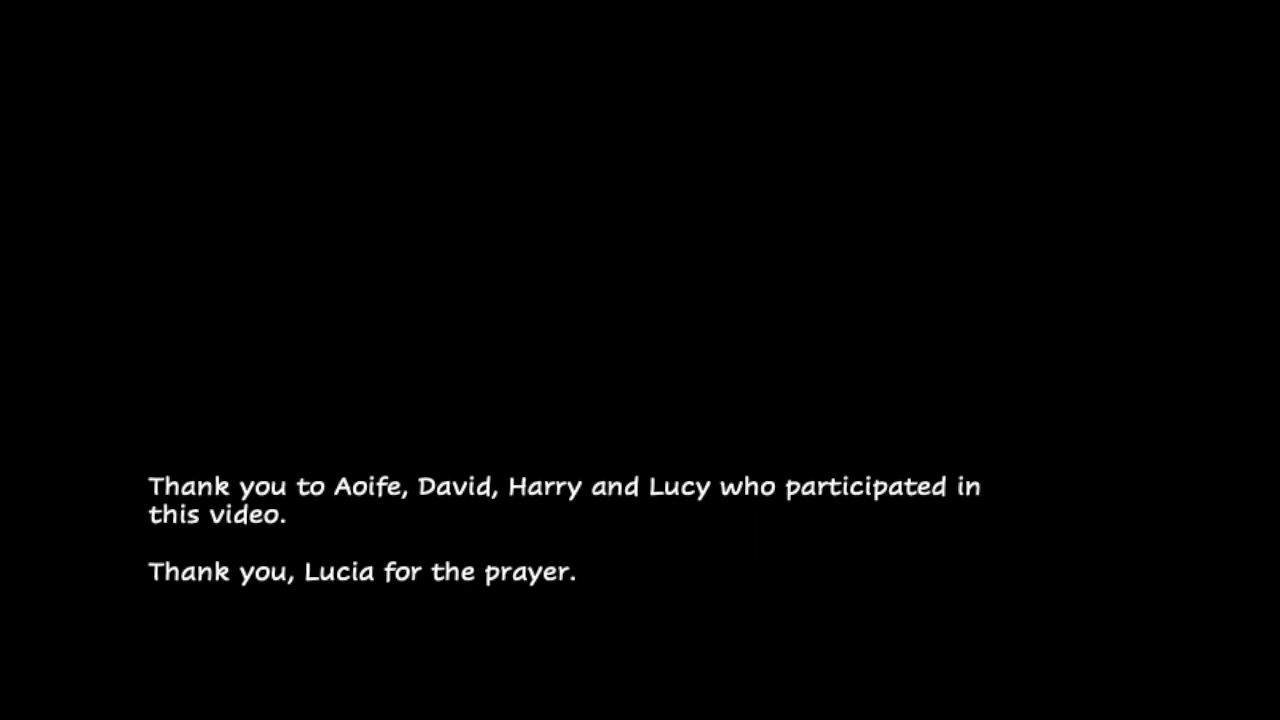 Thank you to Aoife, David, Harry and Lucy who participated in
this video.
Thank you, Lucia for the prayer.